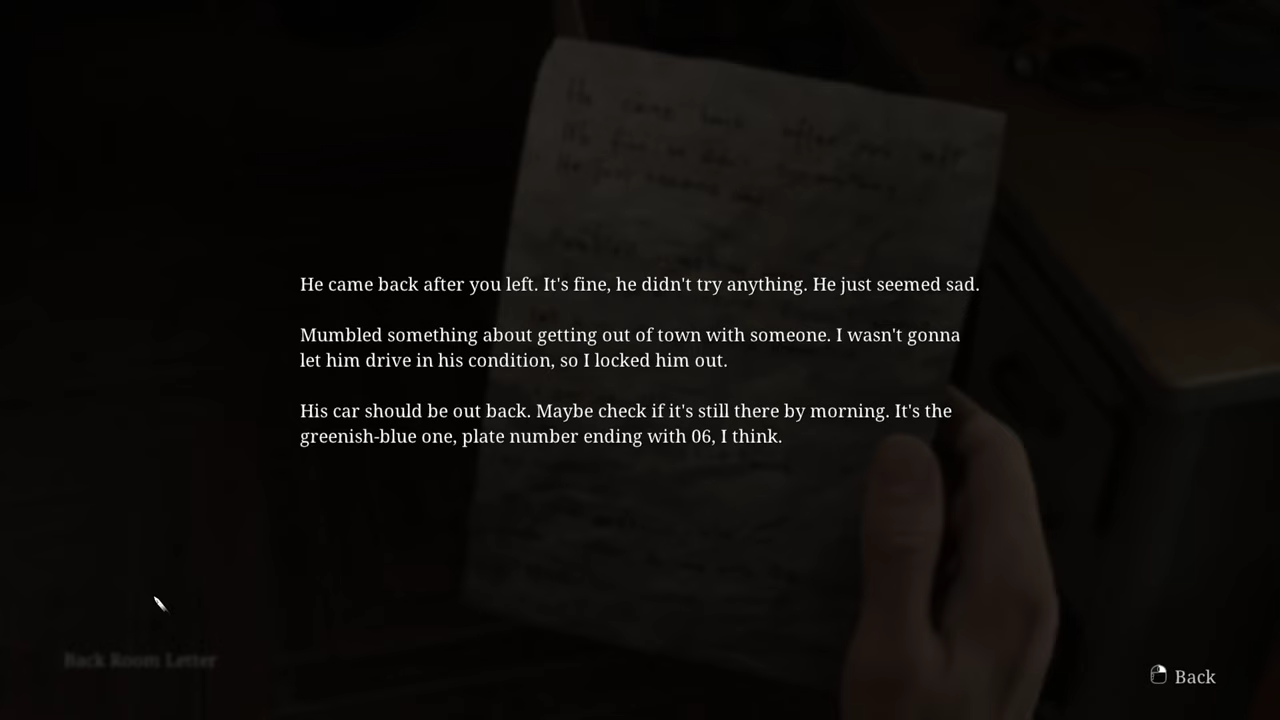 He came back after you left. It's fine, he didn't try anything. He just seemed sad.
Mumbled something about getting out of town with someone. I wasn't gonna
let him drive in his condition, so I locked him out.
His car should be out back. Maybe check if it's still there by morning. It's the
greenish-blue one, plate number ending with 06, I think.
Back Room Letter
Back